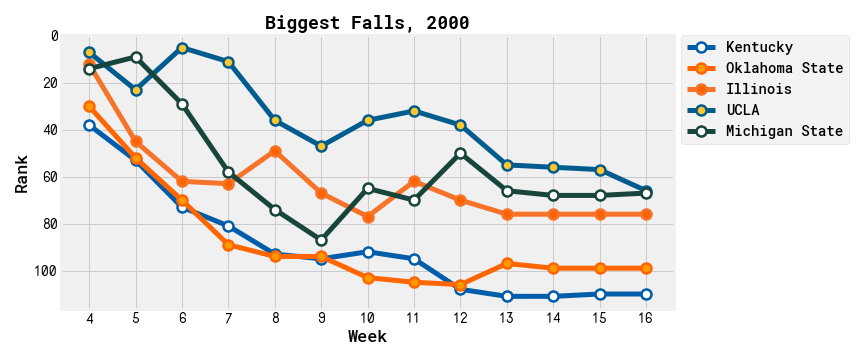 Biggest Falls, 2000
0
20
40
60
80
100
Rank
4 5 6 7 8 9 10 11 12 13 14 15 16
Week
Kentucky
Oklahoma State
Illinois
UCLA
Michigan State